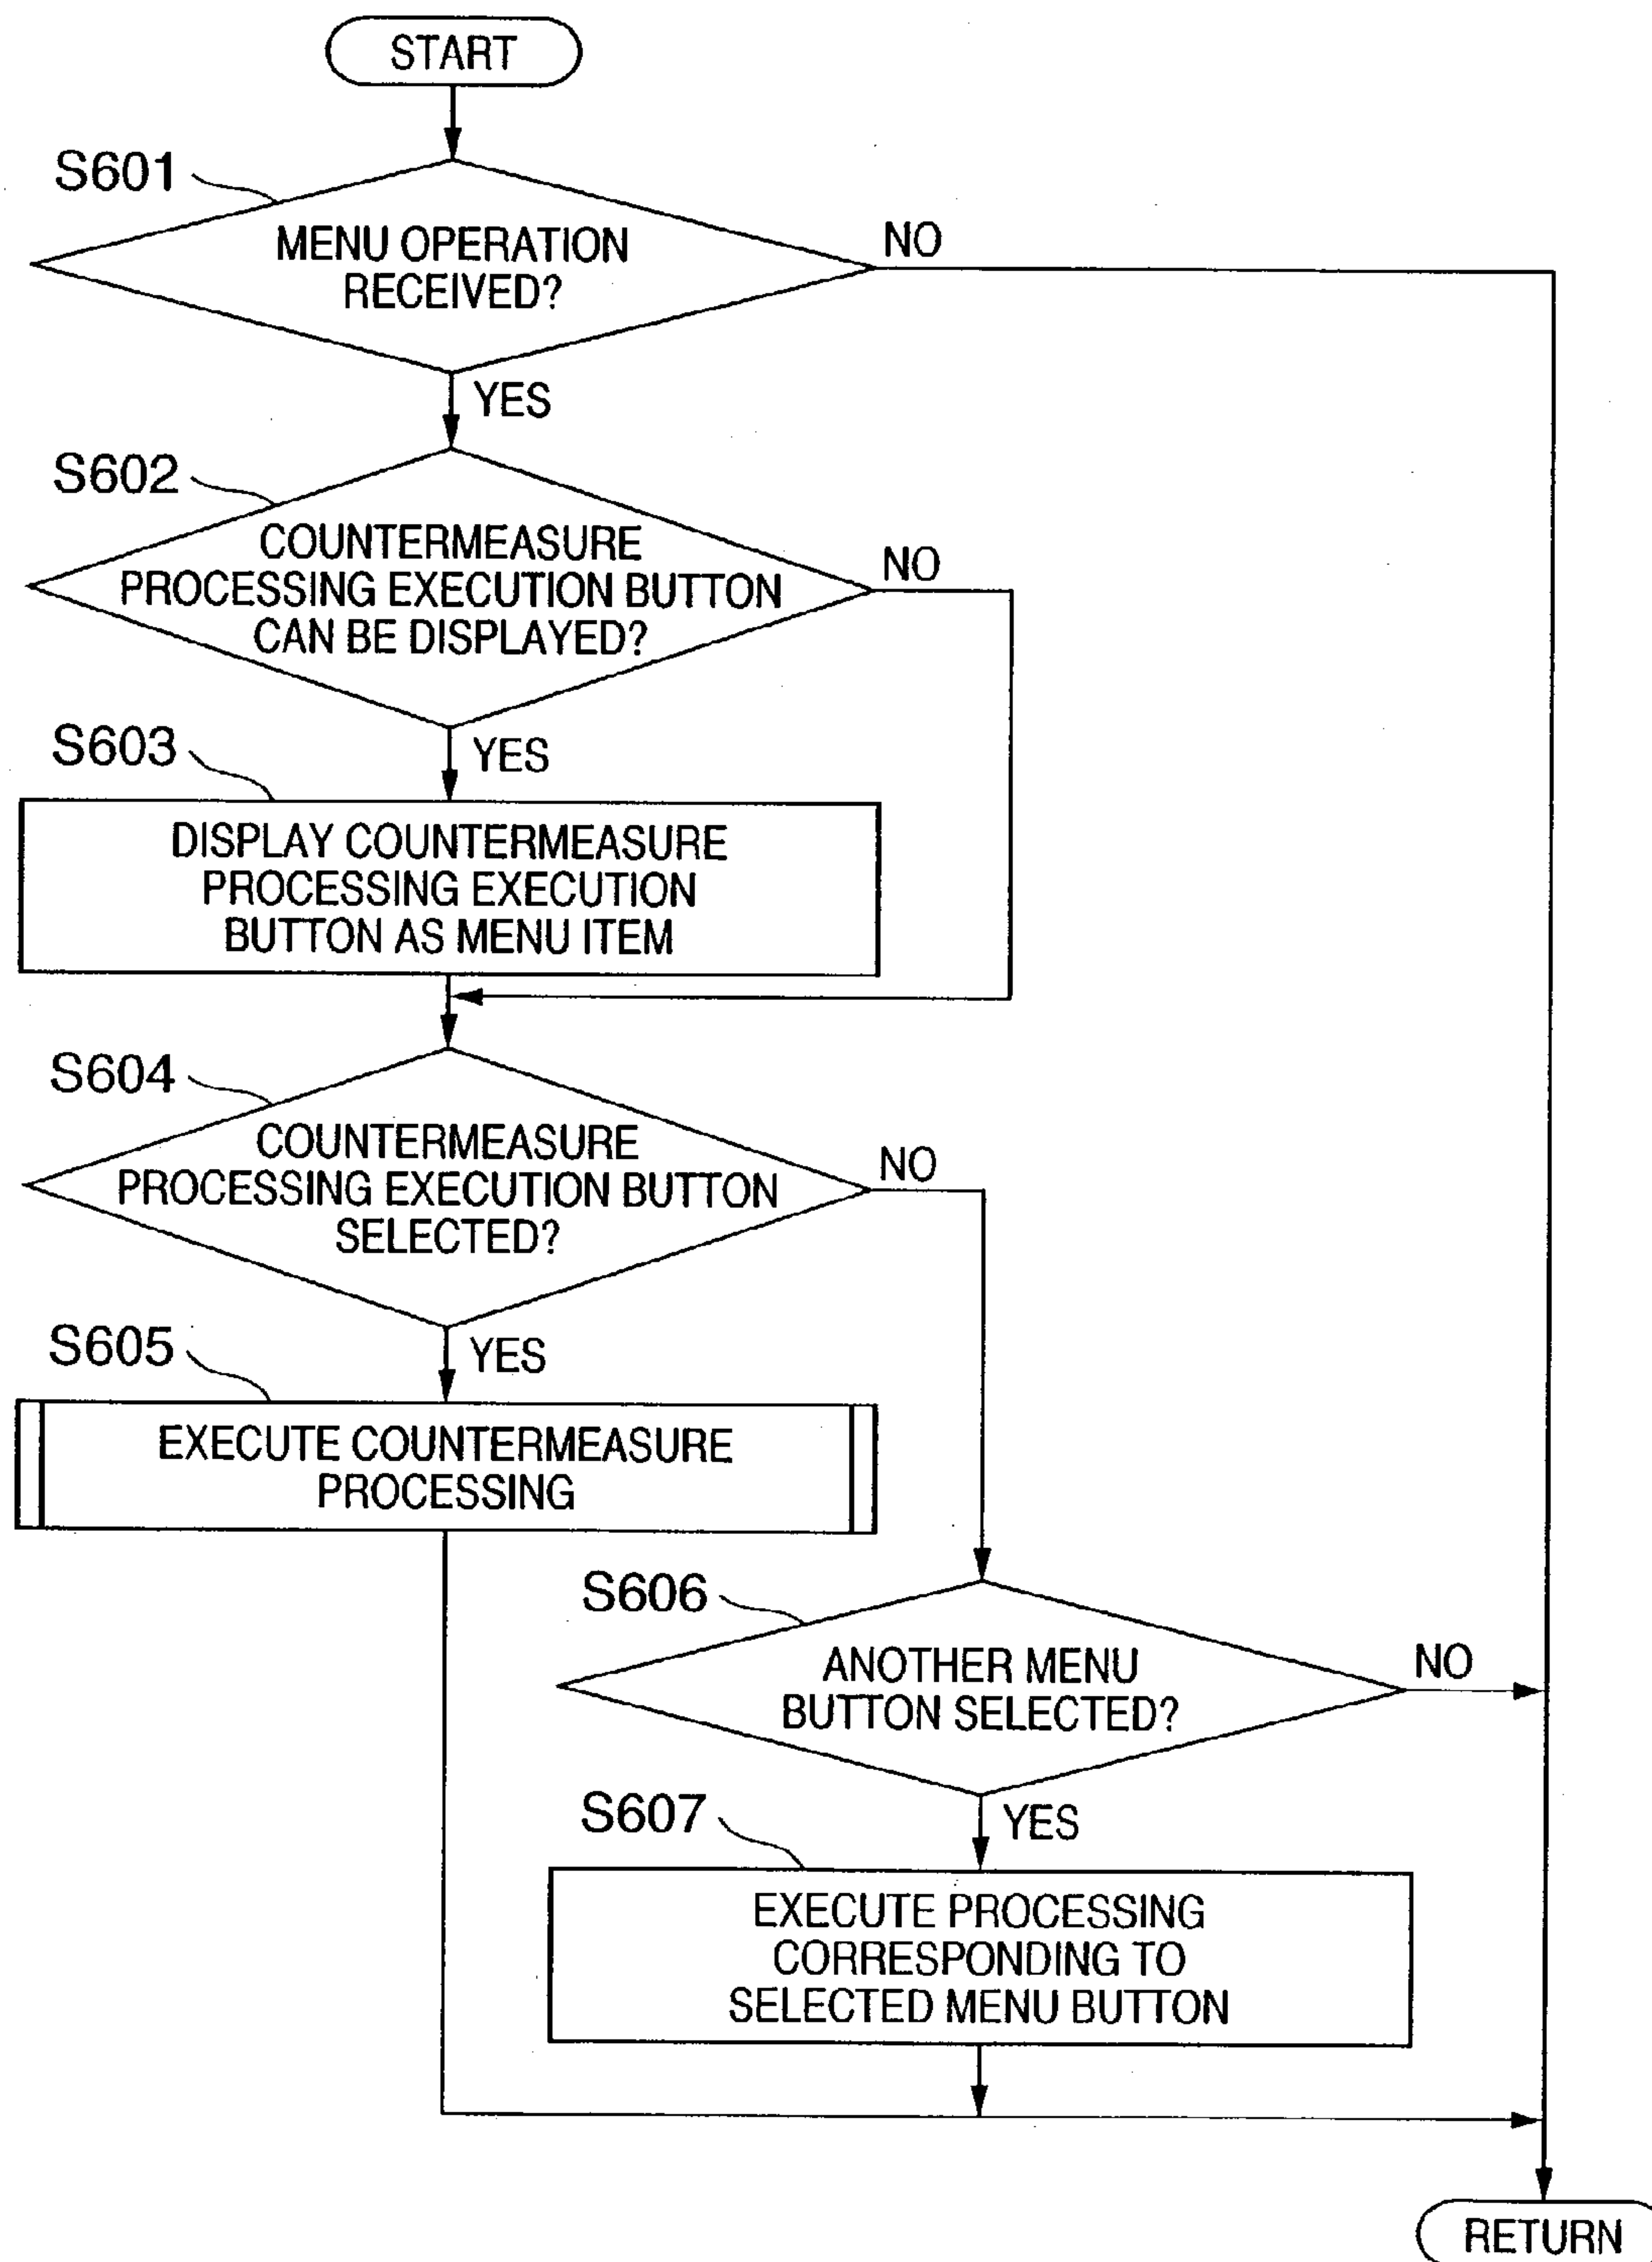 START
S601
MENU OPERATION
RECEIVED?
NO
YES
S602
COUNTERMEASURE
PROCESSING EXECUTION BUTTON
CAN BE DISPLAYED?
NO
YES
S603
DISPLAY COUNTERMEASURE
PROCESSING EXECUTION
BUTTON AS MENU ITEM
S604
COUNTERMEASURE
PROCESSING EXECUTION BUTTON
SELECTED?
NO
YES
S605
EXECUTE COUNTERMEASURE
PROCESSING
S606
ANOTHER MENU
BUTTON SELECTED?
NO
YES
S607
EXECUTE PROCESSING
CORRESPONDING TO
SELECTED MENU BUTTON
RETURN